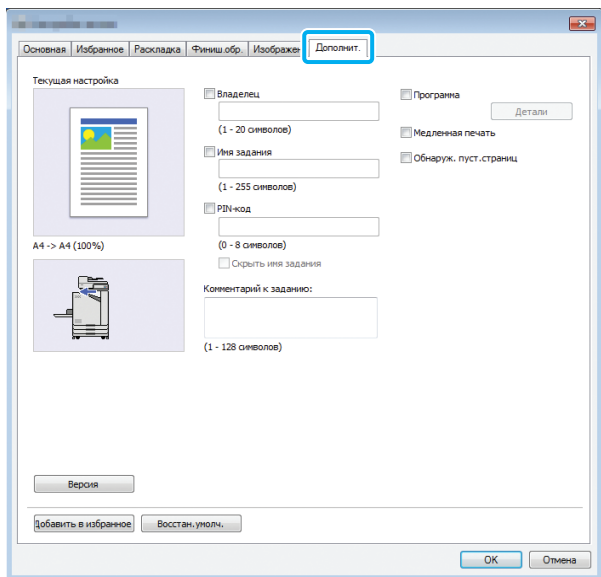 Основная Избранное Раскладка Финиш.обр. Изображе Дополнит.
Текущая настройка
A4 -> A4 (100%)
Владелец
(1 - 20 символов)
Имя задания
(1 - 255 символов)
PIN-код
(0 - 8 символов)
Скрыть имя задания
Комментарий к заданию:
(1 - 128 символов)
Программа
Детали
Медленная печать
Обнаруж. пуст.страниц
Версия
Добавить в избранное Восстан.умолч.
OK Отмена